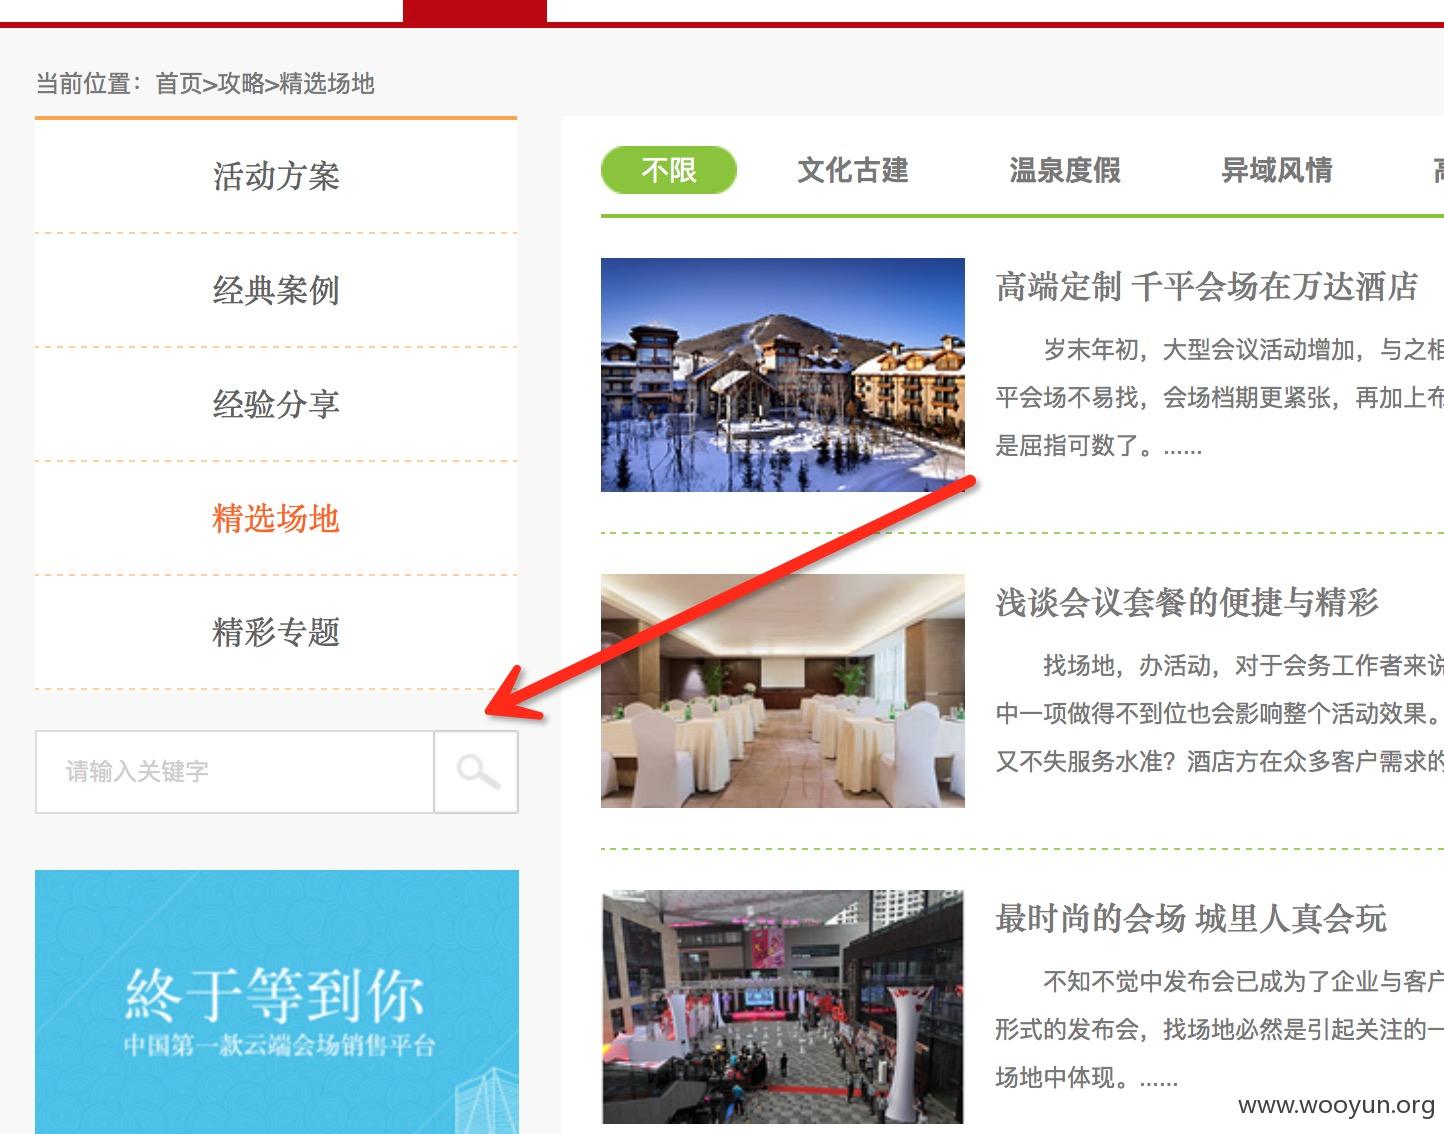 当前位置：首页>攻略>精选场地
活动方案
经典案例
经验分享
精选场地
精彩专题
请输入关键字
終于等到你
中国第一款云端会场销售平台
不限 文化古建 温泉度假 异域风情
高端定制 千平会场在万达酒店
岁末年初，大型会议活动增加，与之相
平会场不易找，会场档期更紧张，再加上布
是屈指可数了。......
浅谈会议套餐的便捷与精彩
找场地，办活动，对于会务工作者来说
中一项做得不到位也会影响整个活动效果。
又不失服务水准？酒店方在众多客户需求的
最时尚的会场 城里人真会玩
不知不觉中发布会已成为了企业与客户
形式的发布会，找场地必然是引起关注的一
场地中体现。......
www.wooyun.org